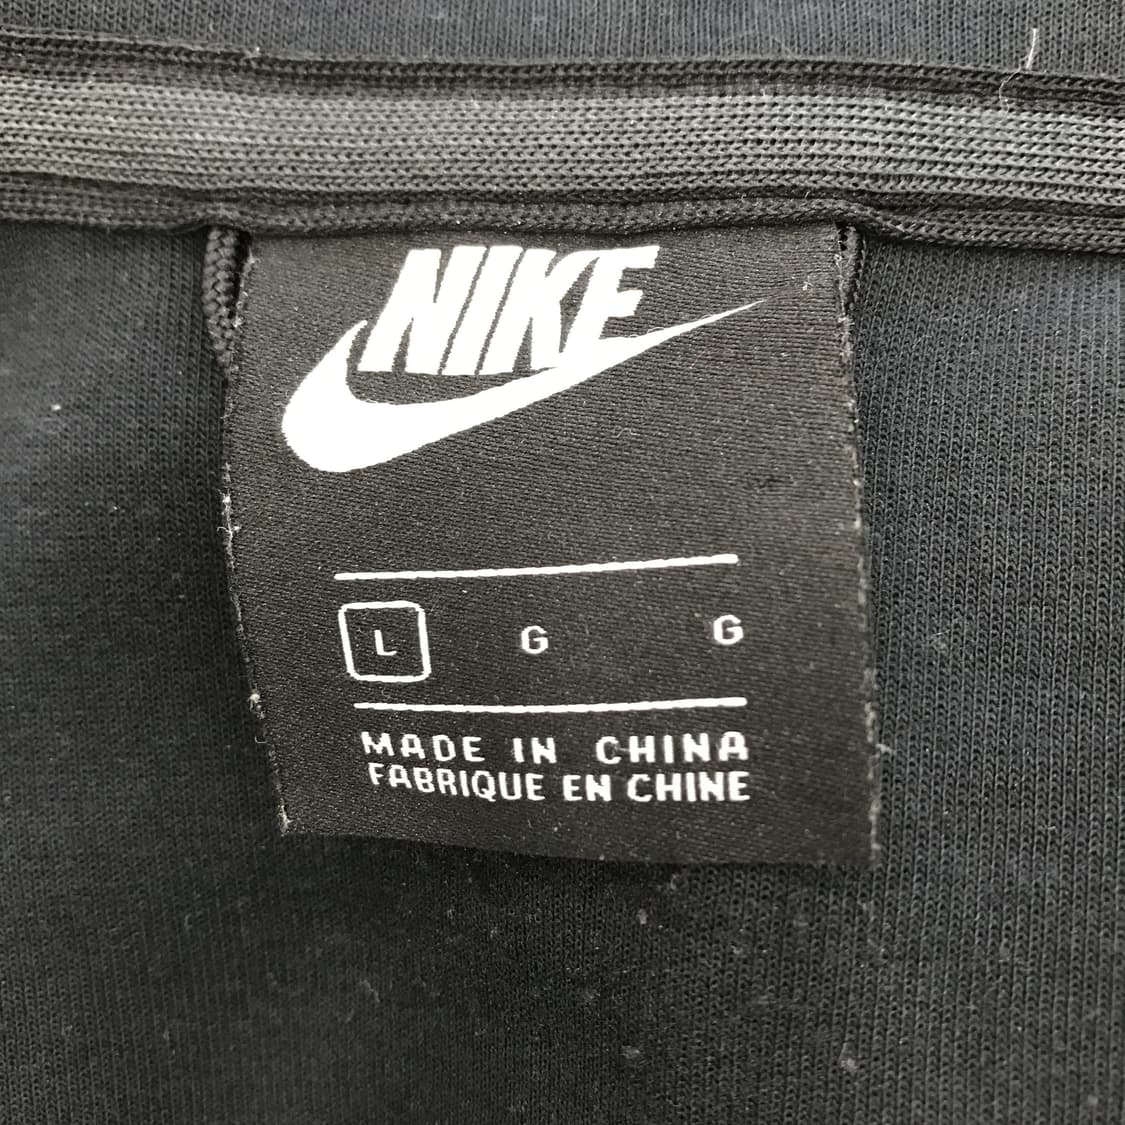 NIKE
L G G
MADE IN CHINA
FABRIQUE EN CHINE